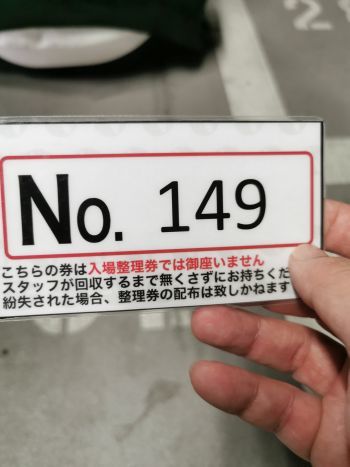 No. 149
こちらの券は入場整理券では御座いません
スタッフが回収するまで無くさずにお持ちくだ
紛失された場合、整理券の配布は致しかねます